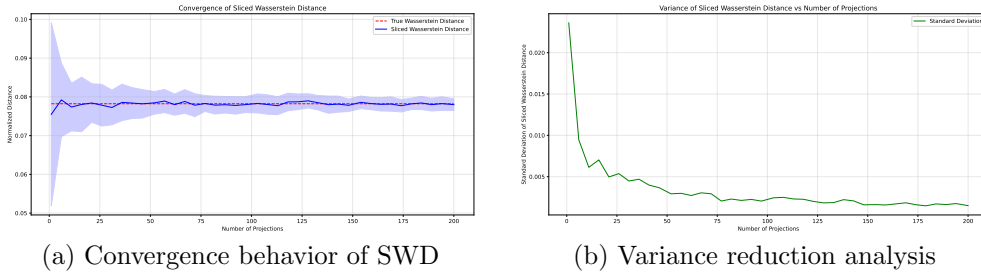 Convergence of Sliced Wasserstein Distance
0.10
0.09
0.08
0.07
0.06
0.05
Normalized Distance
True Wasserstein Distance
Sliced Wasserstein Distance
0
25
50
75
100
125
150
175
200
Number of Projections
(a) Convergence behavior of SWD
Variance of Sliced Wasserstein Distance vs Number of Projections
0.020
0.015
0.010
0.005
Standard Deviation of Sliced Wasserstein Distance
Standard Deviation
0
25
50
75
100
125
150
175
200
Number of Projections
(b) Variance reduction analysis